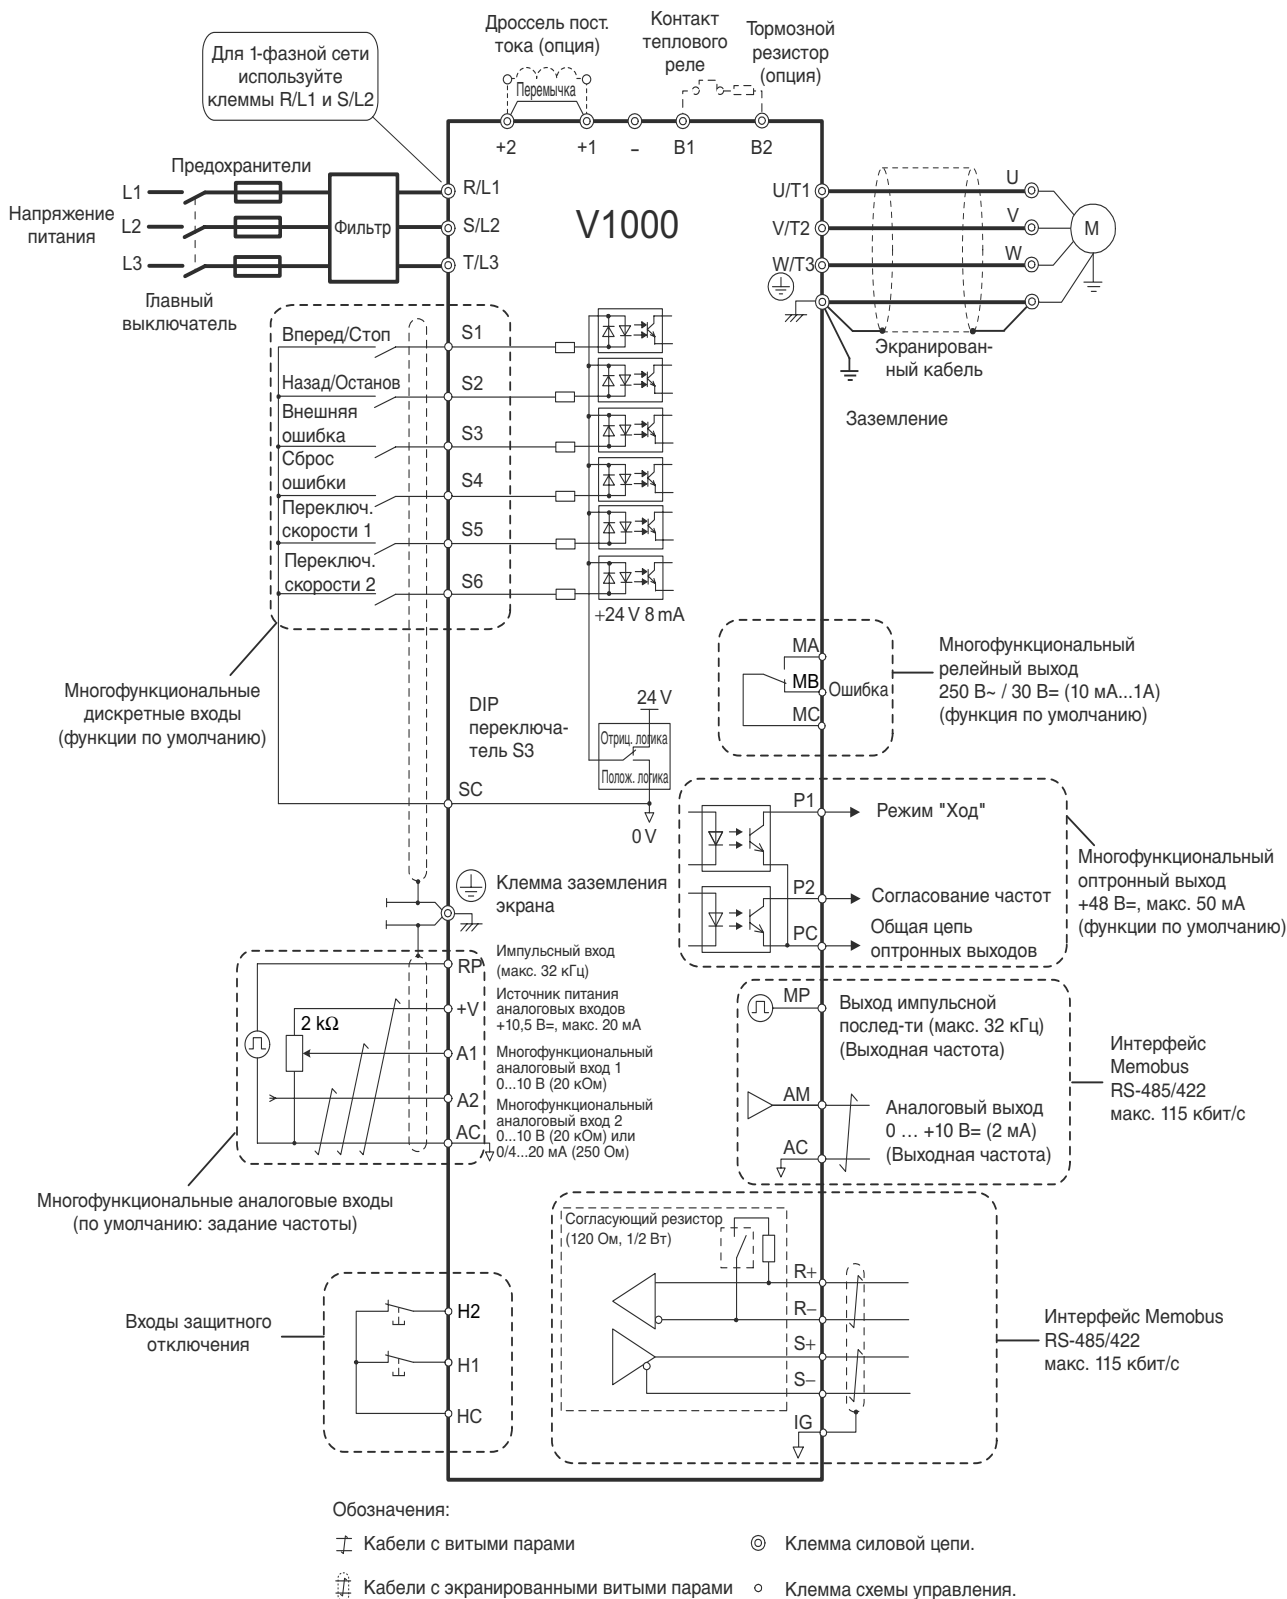 Для 1-фазной сети
используйте
клеммы R/L1 и S/L2
Дроссель пост.
тока (опция)
Перемычка
Контакт
теплового
реле
Тормозной
резистор
(опция)
+2
+1
–
B1
B2
Напряжение
питания
L1
L2
L3
Предохранители
Главный
выключатель
Фильтр
R/L1
S/L2
T/L3
V1000
U/T1
V/T2
W/T3
U
V
W
M
Экранирован-
ный кабель
Заземление
Вперед/Стоп
S1
Назад/Останов
S2
Внешняя
ошибка
S3
Сброс
ошибки
S4
Переключ.
скорости 1
S5
Переключ.
скорости 2
S6
+24 V 8 mA
Многофункциональные
дискретные входы
(функции по умолчанию)
DIP
переключа-
тель S3
24 V
Отриц. логика
Полож. логика
SC
0 V
MA
MB
MC
Ошибка
Многофункциональный
релейный выход
250 В~ / 30 В= (10 мА...1А)
(функция по умолчанию)
P1
Режим "Ход"
P2
Согласование частот
PC
Общая цепь
оптронных выходов
Многофункциональный
оптронный выход
+48 В=, макс. 50 мА
(функции по умолчанию)
Клемма заземления
экрана
RP
Импульсный вход
(макс. 32 кГц)
+V
Источник питания
аналоговых входов
+10,5 В=, макс. 20 мА
2 kΩ
A1
Многофункциональный
аналоговый вход 1
0...10 В (20 кОм)
A2
Многофункциональный
аналоговый вход 2
0...10 В (20 кОм) или
0/4...20 мА (250 Ом)
AC
Многофункциональные аналоговые входы
(по умолчанию: задание частоты)
MP
Выход импульсной
послед-ти (макс. 32 кГц)
(Выходная частота)
AM
Аналоговый выход
0 … +10 В= (2 мА)
(Выходная частота)
AC
Интерфейс
Memobus
RS-485/422
макс. 115 кбит/с
Входы защитного
отключения
H2
H1
HC
Согласующий резистор
(120 Ом, 1/2 Вт)
R+
R–
S+
S–
IG
Интерфейс Memobus
RS-485/422
макс. 115 кбит/с
Обозначения:
Кабели с витыми парами
Клемма силовой цепи.
Кабели с экранированными витыми парами
Клемма схемы управления.